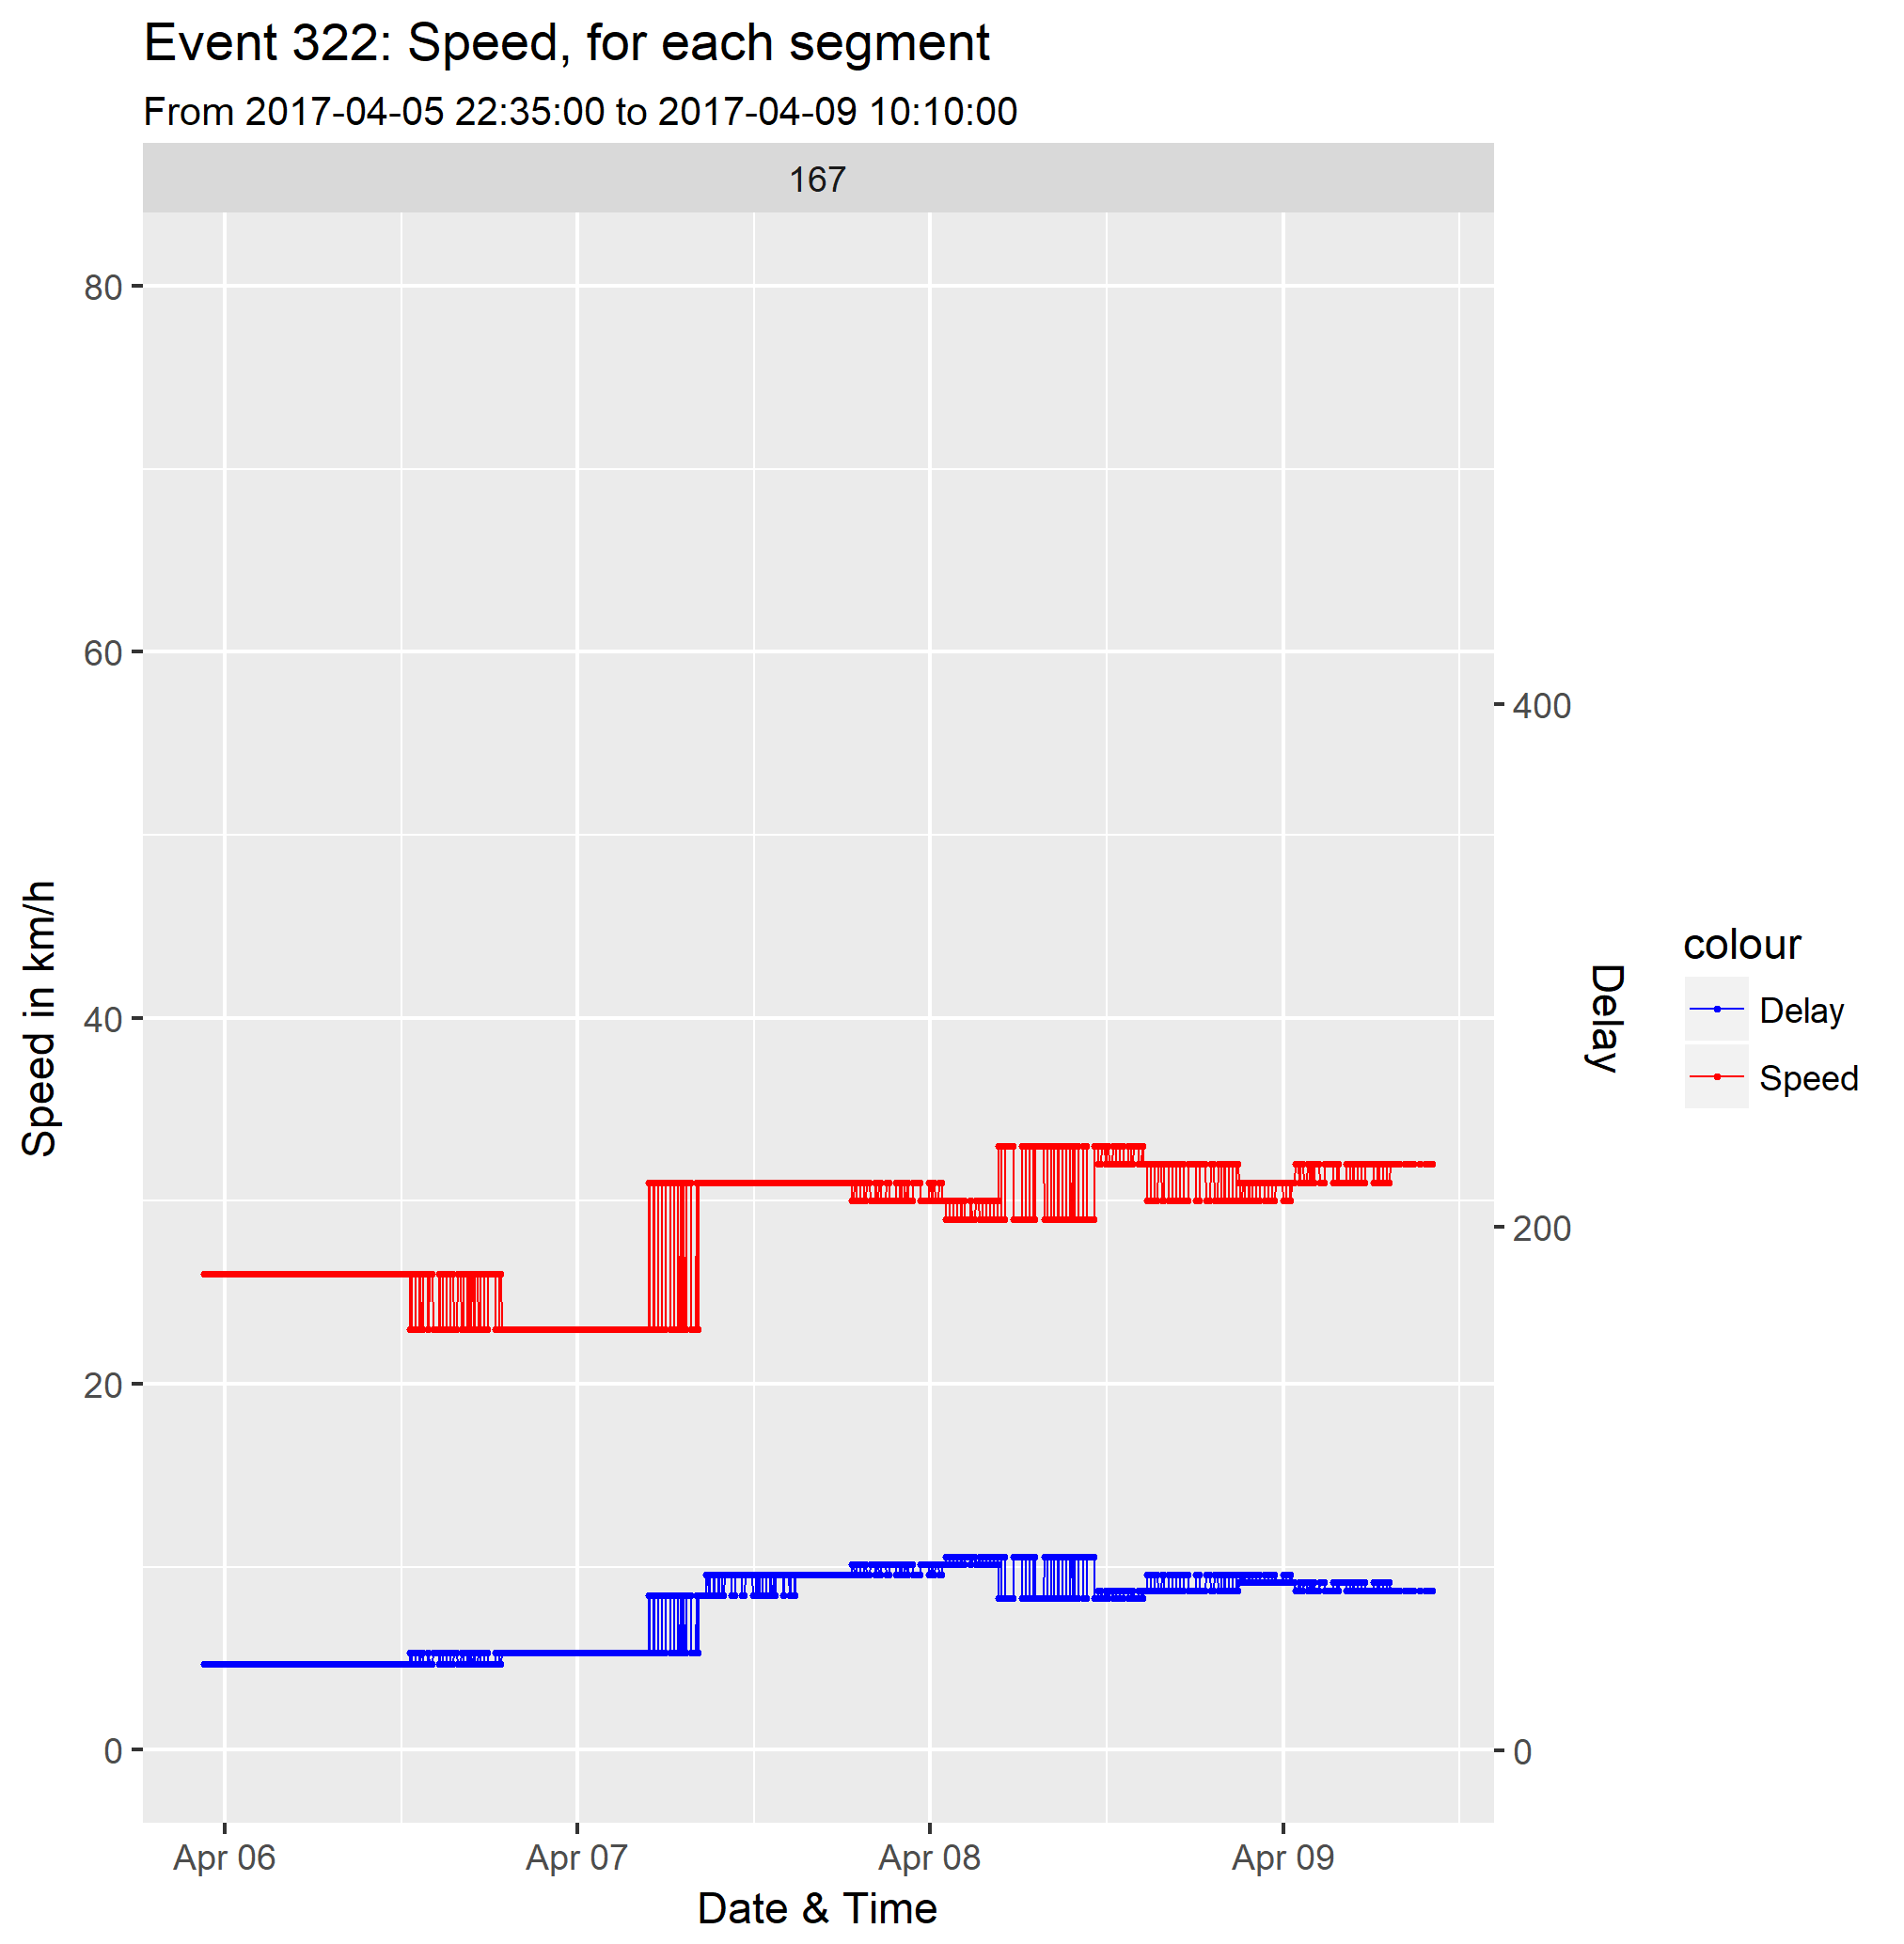 Event 322: Speed, for each segment
From 2017-04-05 22:35:00 to 2017-04-09 10:10:00
167
80
60
40
20
0
Speed in km/h
400
200
0
Delay
colour
Delay
Speed
Apr 06
Apr 07
Apr 08
Apr 09
Date & Time